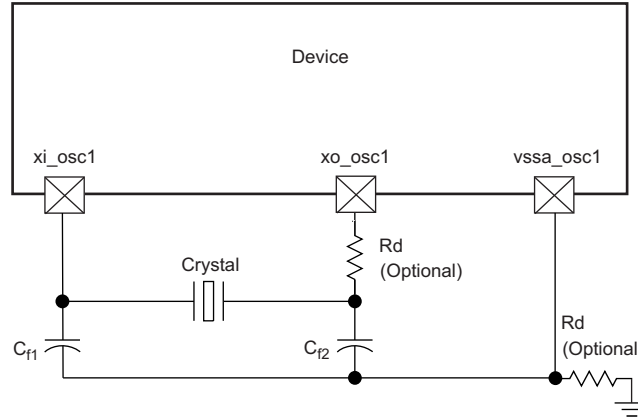 Device
xi_osc1
xo_osc1
vssa_osc1
Rd
(Optional)
Crystal
Cf1
Cf2
Rd
(Optional